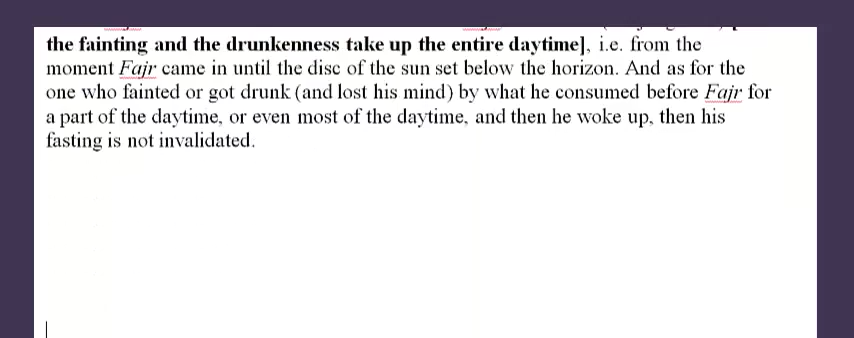 the fainting and the drunkenness take up the entire daytime], i.e. from the
moment Fajr came in until the disc of the sun set below the horizon. And as for the
one who fainted or got drunk (and lost his mind) by what he consumed before Fajr for
a part of the daytime, or even most of the daytime, and then he woke up, then his
fasting is not invalidated.